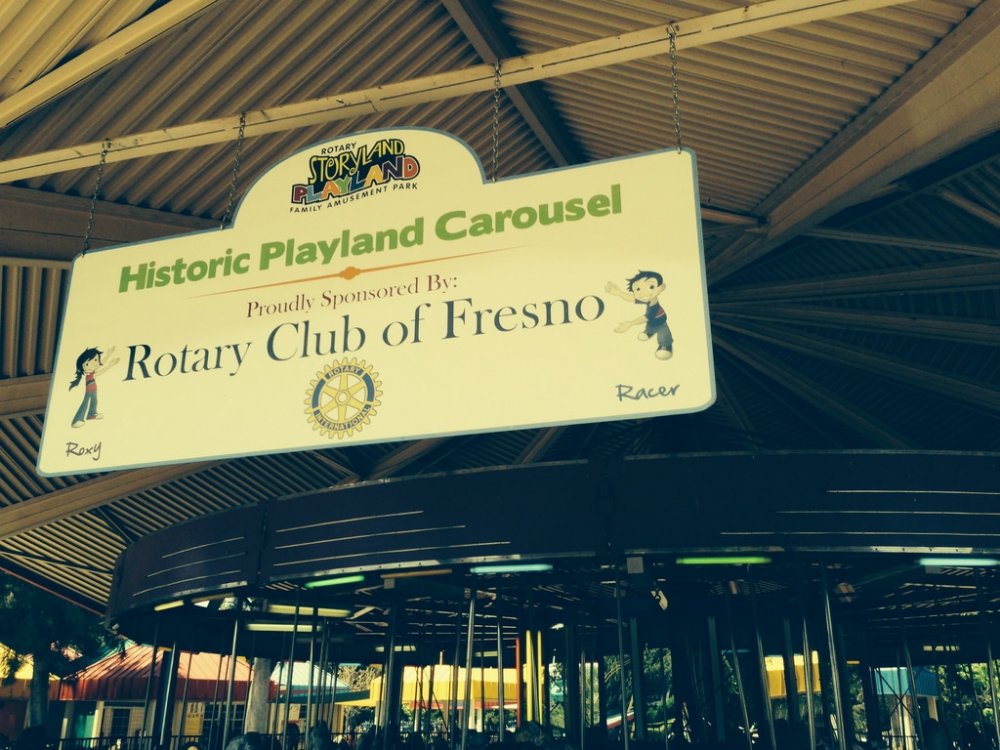 ROTARY
STORYLAND
PLAYLAND
FAMILY AMUSEMENT PARK
Historic Playland Carousel
Proudly Sponsored By:
Rotary Club of Fresno
ROTARY
INTERNATIONAL
Roxy
Racer